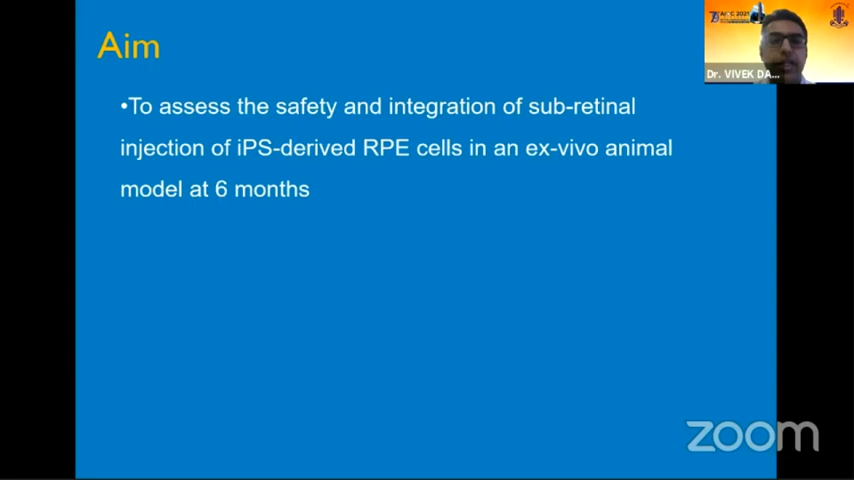 Aim
•To assess the safety and integration of sub-retinal
injection of iPS-derived RPE cells in an ex-vivo animal
model at 6 months
Dr. VIVEK DA...
zoom